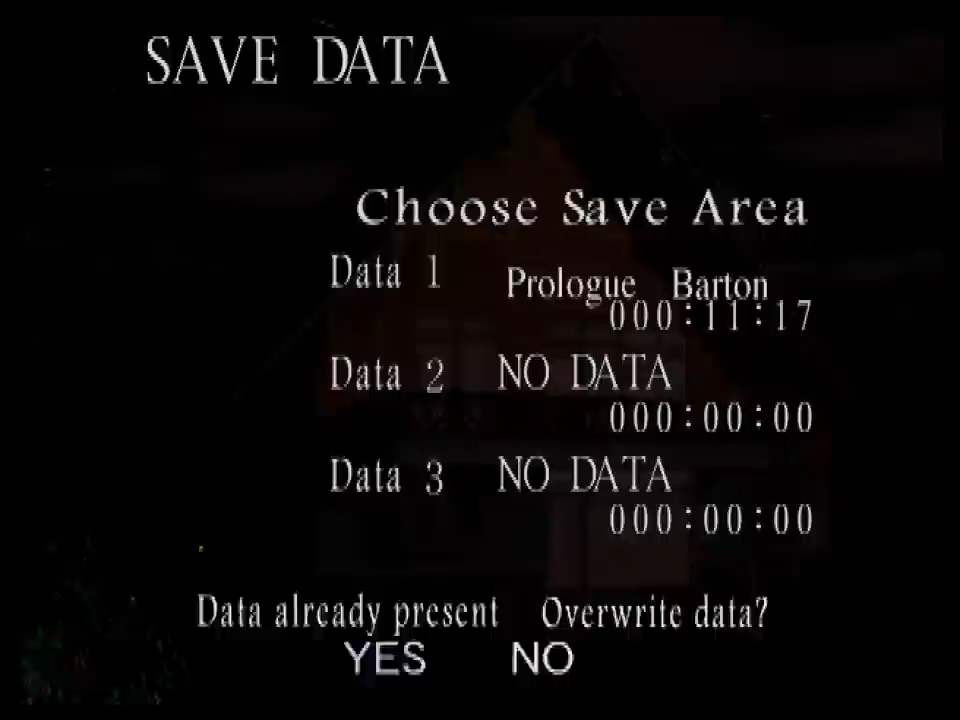 SAVE DATA
Choose Save Area
Data 1 Prologue Barton
000:11:17
Data 2 NO DATA
000:00:00
Data 3 NO DATA
000:00:00
Data already present Overwrite data?
YES NO